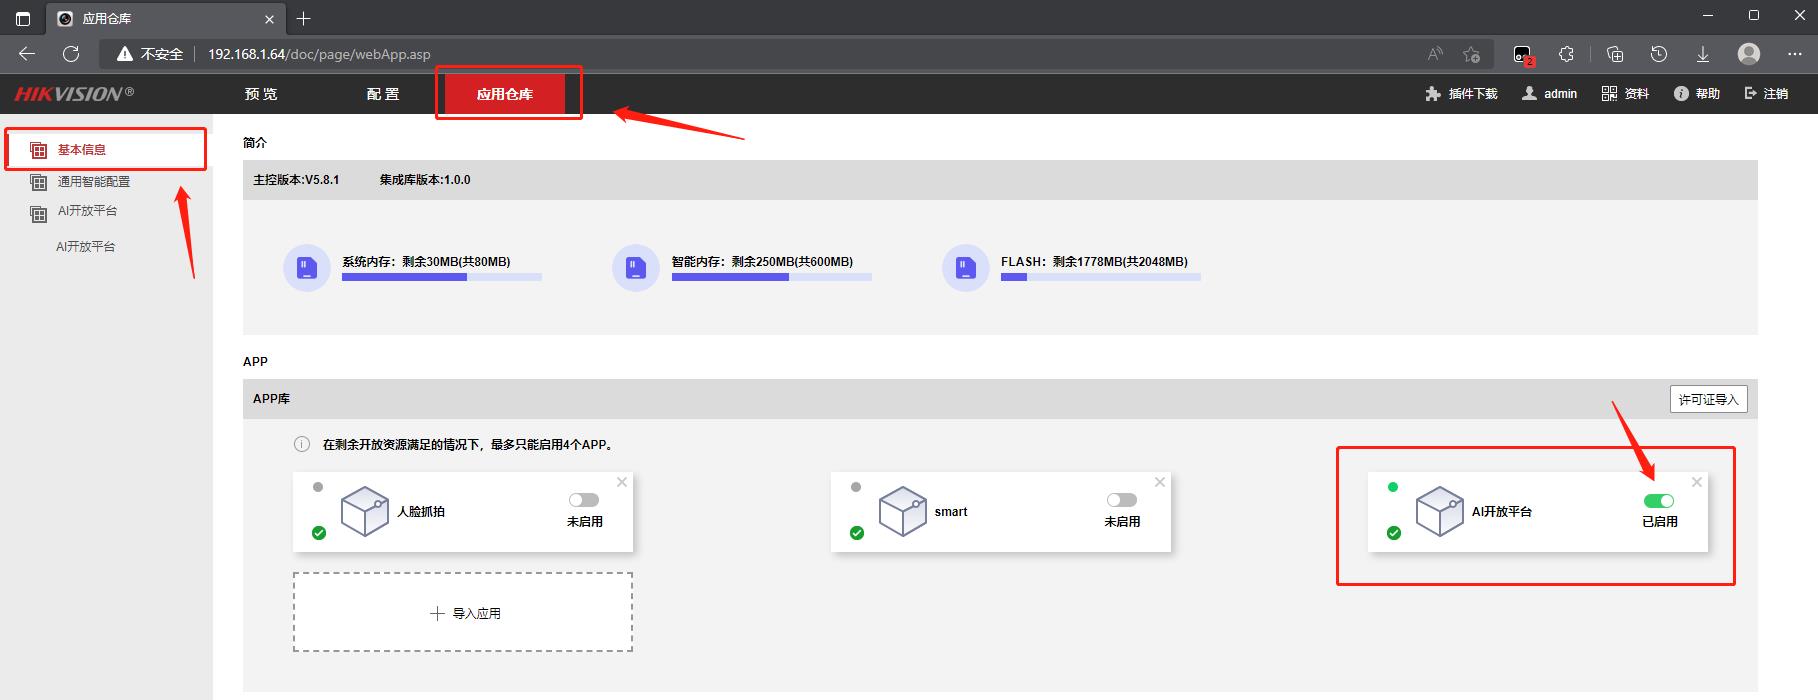 应用仓库
不安全 192.168.1.64/doc/page/webApp.asp
2
HIKVISION® 预览 配置 应用仓库 插件下载 admin 资料 帮助 注销
基本信息
通用智能配置
AI开放平台
AI开放平台
简介
主控版本:V5.8.1 集成库版本:1.0.0
系统内存：剩余30MB(共80MB) 智能内存：剩余250MB(共600MB) FLASH：剩余1778MB(共2048MB)
APP
APP库 许可证导入
在剩余开放资源满足的情况下，最多只能启用4个APP。
人脸抓拍 未启用
smart 未启用
AI开放平台 已启用
导入应用